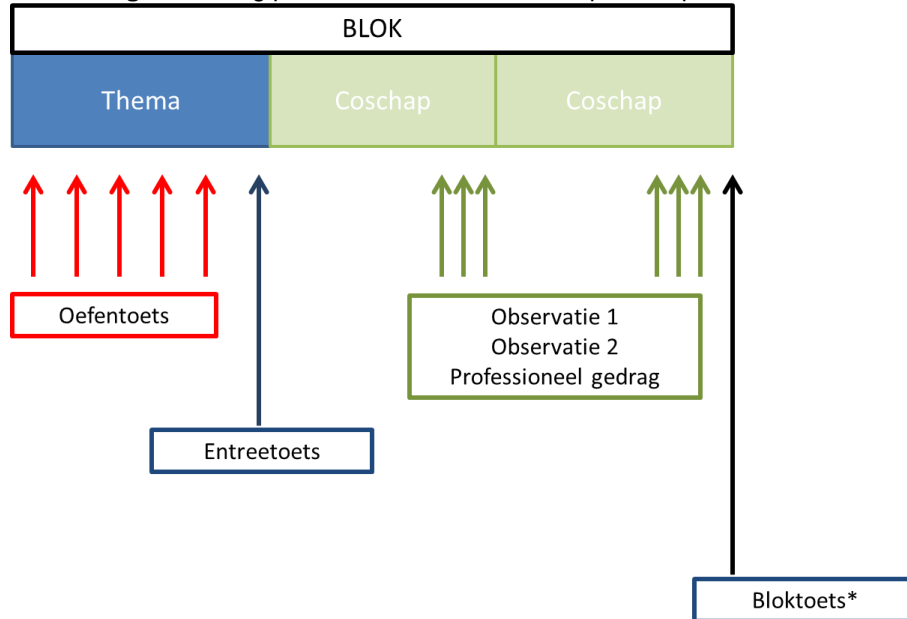 BLOK
Thema
Coschap
Coschap
Oefentoets
Observatie 1
Observatie 2
Professioneel gedrag
Entreetoets
Bloktoets*